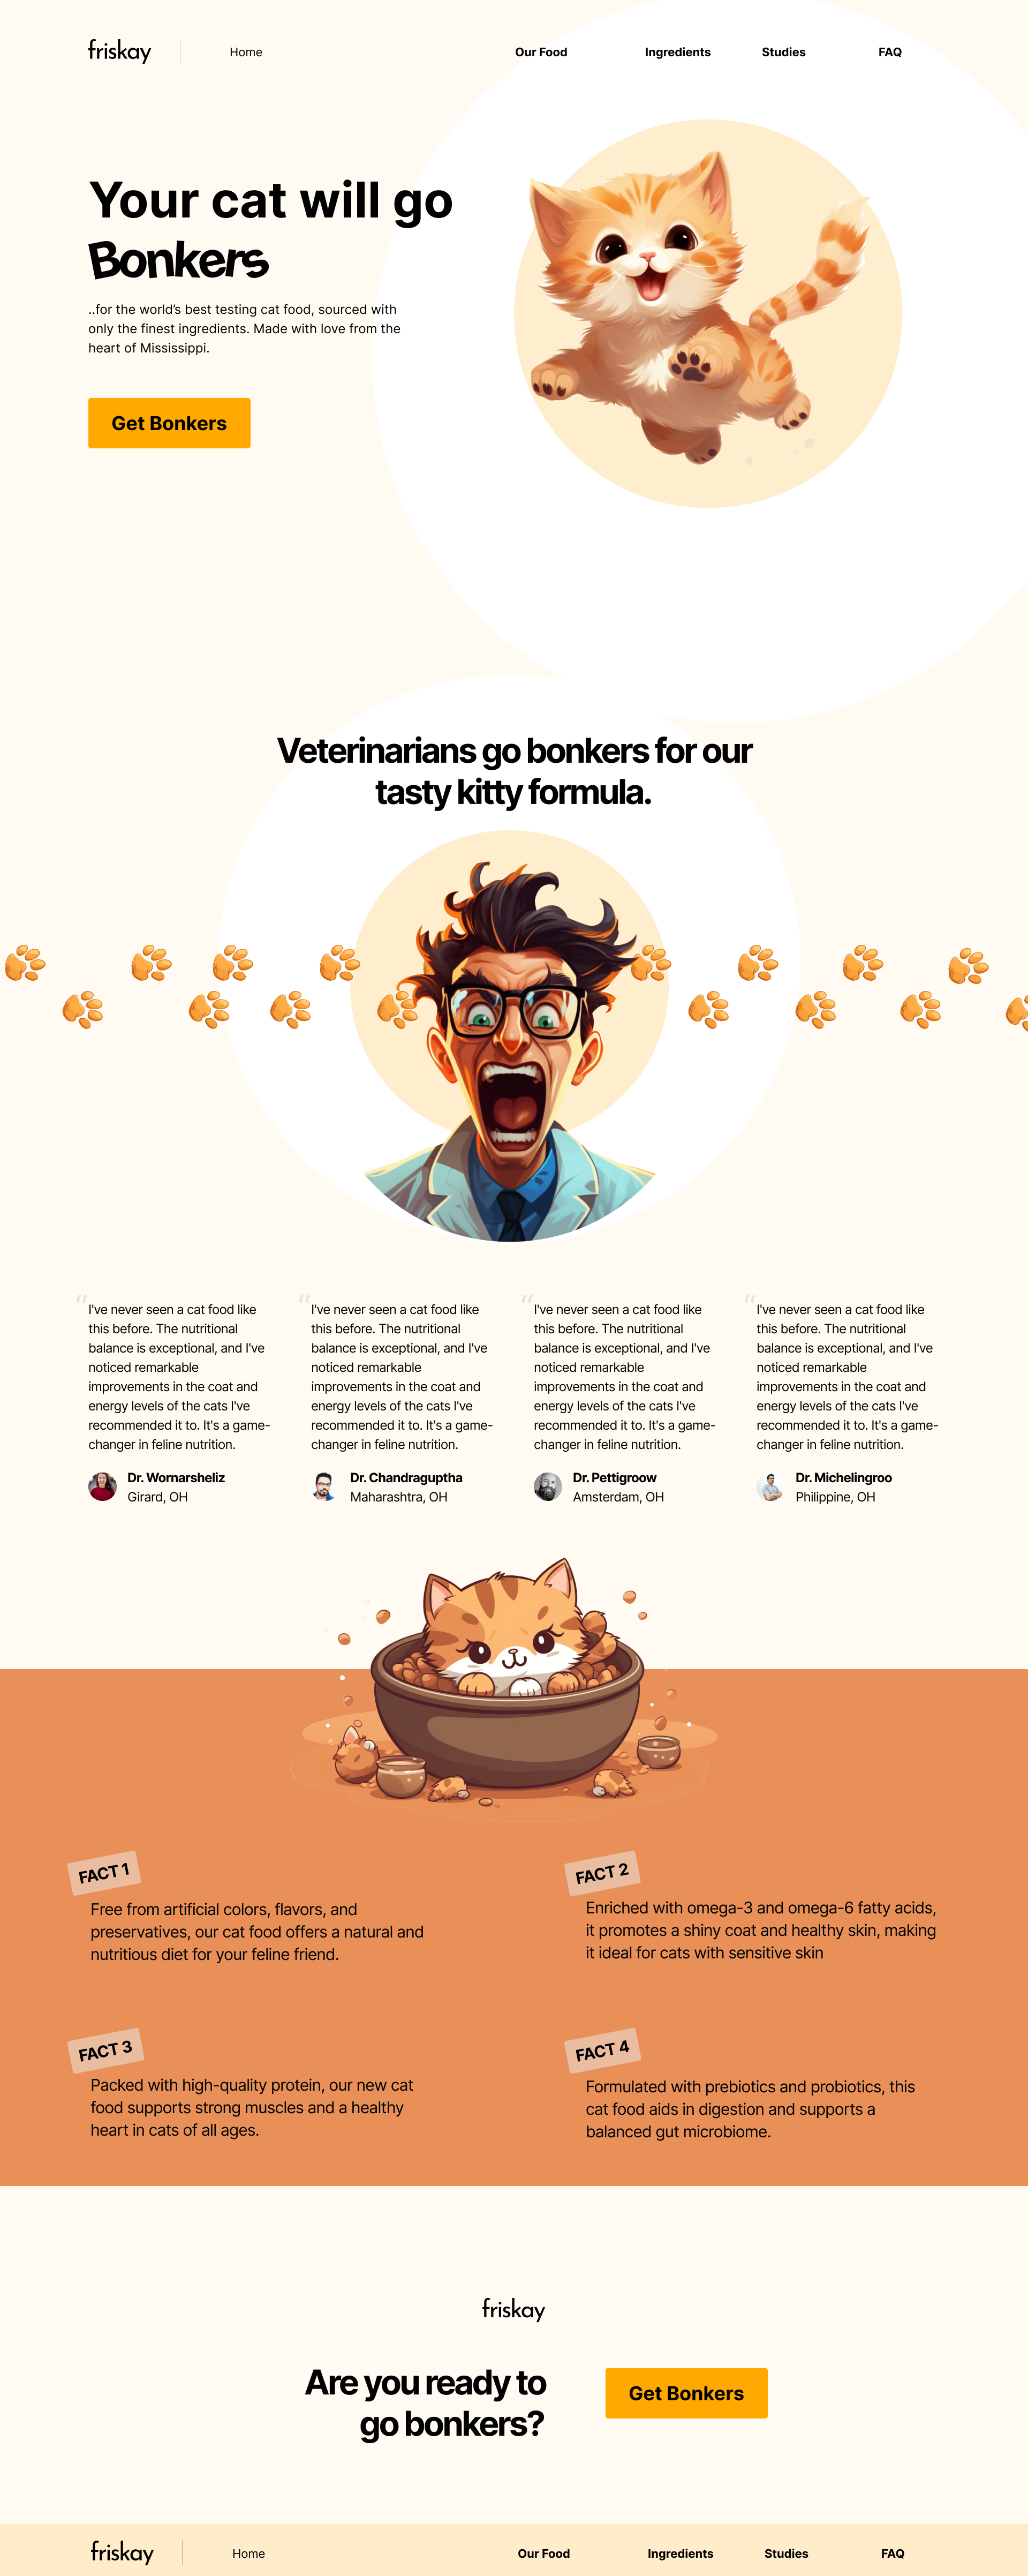 friskay
Home
Our Food
Ingredients
Studies
FAQ
Your cat will go
Bonkers
..for the world’s best testing cat food, sourced with
only the finest ingredients. Made with love from the
heart of Mississippi.
Get Bonkers
Veterinarians go bonkers for our
tasty kitty formula.
“
I've never seen a cat food like
this before. The nutritional
balance is exceptional, and I've
noticed remarkable
improvements in the coat and
energy levels of the cats I've
recommended it to. It's a game-
changer in feline nutrition.
Dr. Wornarsheliz
Girard, OH
“
I've never seen a cat food like
this before. The nutritional
balance is exceptional, and I've
noticed remarkable
improvements in the coat and
energy levels of the cats I've
recommended it to. It's a game-
changer in feline nutrition.
Dr. Chandraguptha
Maharashtra, OH
“
I've never seen a cat food like
this before. The nutritional
balance is exceptional, and I've
noticed remarkable
improvements in the coat and
energy levels of the cats I've
recommended it to. It's a game-
changer in feline nutrition.
Dr. Pettigroow
Amsterdam, OH
“
I've never seen a cat food like
this before. The nutritional
balance is exceptional, and I've
noticed remarkable
improvements in the coat and
energy levels of the cats I've
recommended it to. It's a game-
changer in feline nutrition.
Dr. Michelingroo
Philippine, OH
FACT 1
Free from artificial colors, flavors, and
preservatives, our cat food offers a natural and
nutritious diet for your feline friend.
FACT 2
Enriched with omega-3 and omega-6 fatty acids,
it promotes a shiny coat and healthy skin, making
it ideal for cats with sensitive skin
FACT 3
Packed with high-quality protein, our new cat
food supports strong muscles and a healthy
heart in cats of all ages.
FACT 4
Formulated with prebiotics and probiotics, this
cat food aids in digestion and supports a
balanced gut microbiome.
friskay
Are you ready to
go bonkers?
Get Bonkers
friskay
Home
Our Food
Ingredients
Studies
FAQ